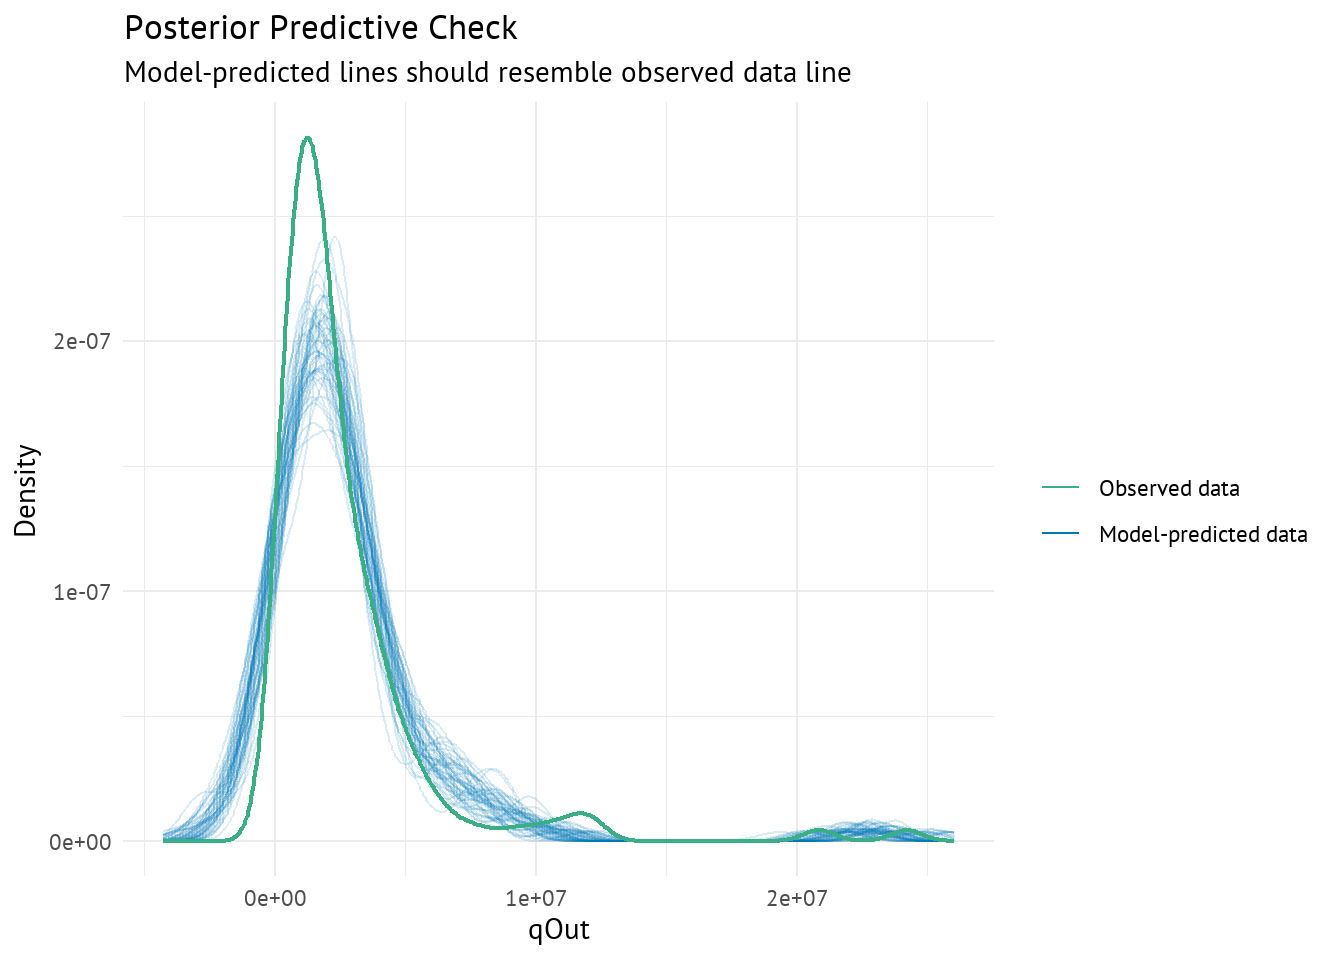 Posterior Predictive Check
Model-predicted lines should resemble observed data line
2e-07
1e-07
0e+00
Density
0e+00 1e+07 2e+07
qOut
Observed data
Model-predicted data